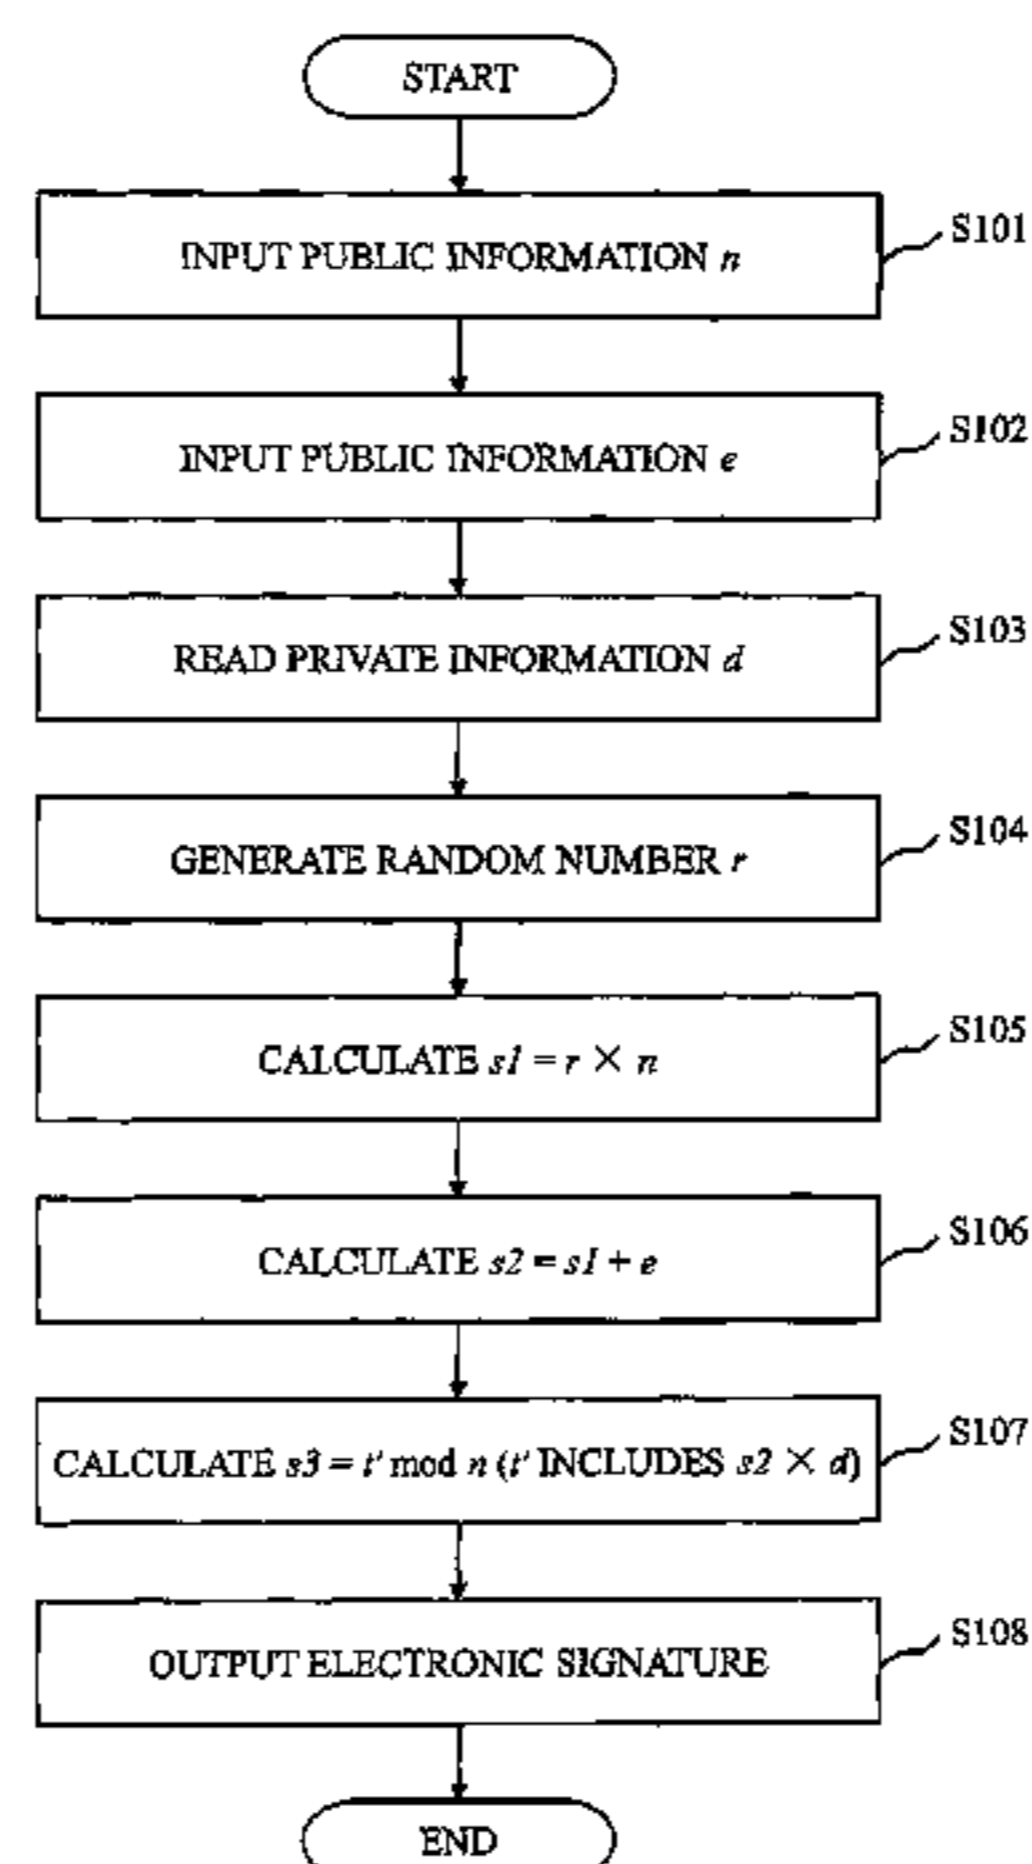 START
INPUT PUBLIC INFORMATION n
S101
INPUT PUBLIC INFORMATION e
S102
READ PRIVATE INFORMATION d
S103
GENERATE RANDOM NUMBER r
S104
CALCULATE s1 = r × n
S105
CALCULATE s2 = s1 + e
S106
CALCULATE s3 = t' mod n (t' INCLUDES s2 × d)
S107
OUTPUT ELECTRONIC SIGNATURE
S108
END